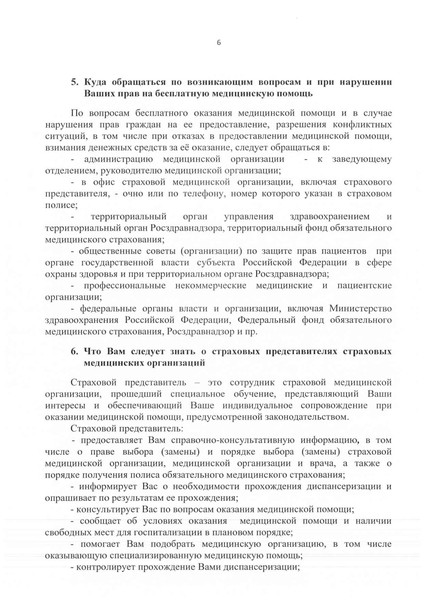 6
5. Куда обращаться по возникающим вопросам и при нарушении
Ваших прав на бесплатную медицинскую помощь
По вопросам бесплатного оказания медицинской помощи и в случае
нарушения прав граждан на ее предоставление, разрешения конфликтных
ситуаций, в том числе при отказах в предоставлении медицинской помощи,
взимания денежных средств за её оказание, следует обращаться в:
- администрацию медицинской организации - к заведующему
отделением, руководителю медицинской организации;
- в офис страховой медицинской организации, включая страхового
представителя, - очно или по телефону, номер которого указан в страховом
полисе;
- территориальный орган управления здравоохранением и
территориальный орган Росздравнадзора, территориальный фонд обязательного
медицинского страхования;
- общественные советы (организации) по защите прав пациентов при
органе государственной власти субъекта Российской Федерации в сфере
охраны здоровья и при территориальном органе Росздравнадзора;
- профессиональные некоммерческие медицинские и пациентские
организации;
- федеральные органы власти и организации, включая Министерство
здравоохранения Российской Федерации, Федеральный фонд обязательного
медицинского страхования, Росздравнадзор и пр.
6. Что Вам следует знать о страховых представителях страховых
медицинских организаций
Страховой представитель – это сотрудник страховой медицинской
организации, прошедший специальное обучение, представляющий Ваши
интересы и обеспечивающий Ваше индивидуальное сопровождение при
оказании медицинской помощи, предусмотренной законодательством.
Страховой представитель:
- предоставляет Вам справочно-консультативную информацию, в том
числе о праве выбора (замены) и порядке выбора (замены) страховой
медицинской организации, медицинской организации и врача, а также о
порядке получения полиса обязательного медицинского страхования;
- информирует Вас о необходимости прохождения диспансеризации и
опрашивает по результатам ее прохождения;
- консультирует Вас по вопросам оказания медицинской помощи;
- сообщает об условиях оказания медицинской помощи и наличии
свободных мест для госпитализации в плановом порядке;
- помогает Вам подобрать медицинскую организацию, в том числе
оказывающую специализированную медицинскую помощь;
- контролирует прохождение Вами диспансеризации;